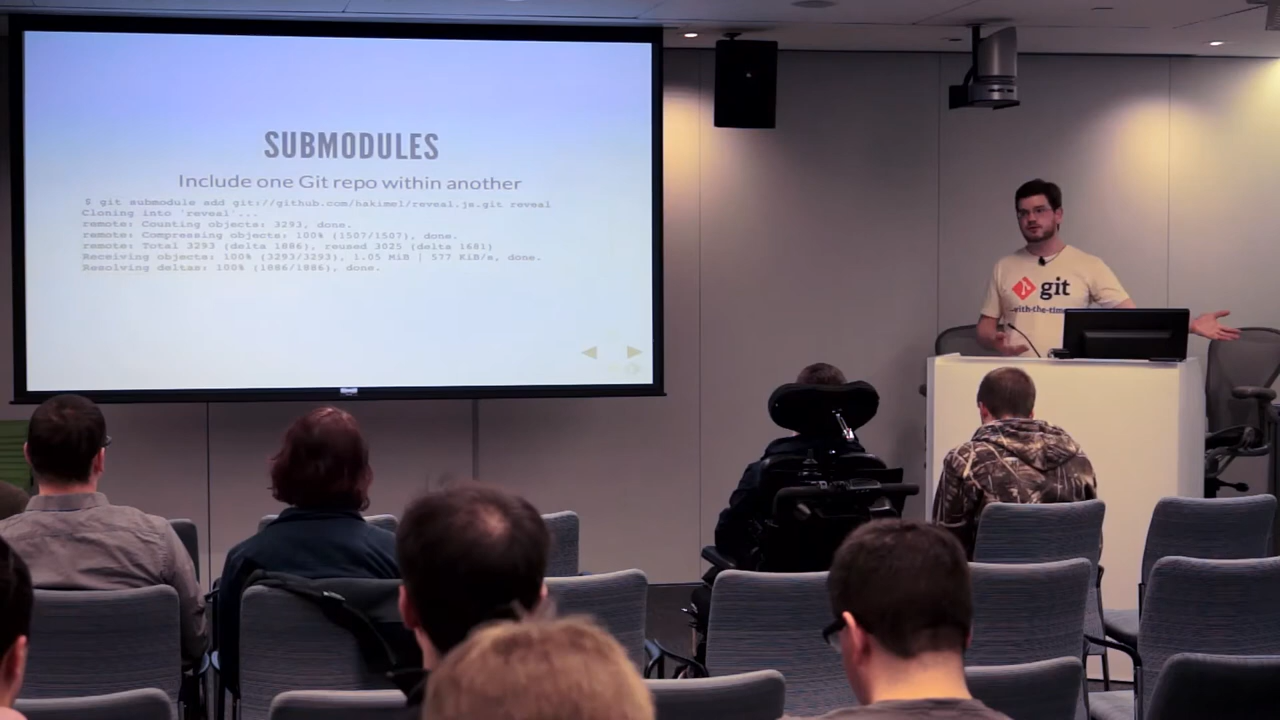 SUBMODULES
Include one Git repo within another
$ git submodule add git://github.com/hakimel/reveal.js.git reveal
Cloning into 'reveal'...
remote: Counting objects: 3293, done.
remote: Compressing objects: 100% (1507/1507), done.
remote: Total 3293 (delta 1886), reused 3025 (delta 1681)
Receiving objects: 100% (3293/3293), 1.05 MiB | 577 KiB/s, done.
Resolving deltas: 100% (1886/1886), done.
git